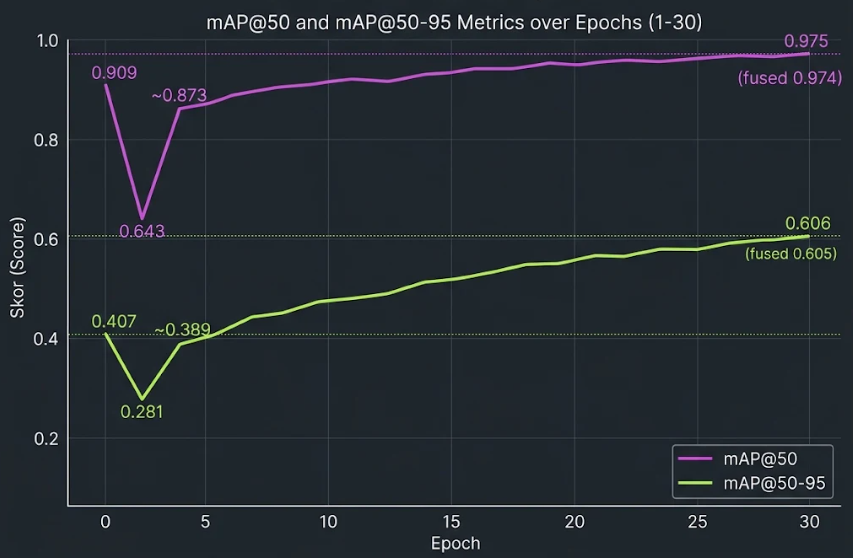 mAP@50 and mAP@50-95 Metrics over Epochs (1-30)
1.0
0.8
0.6
0.4
0.2
Skor (Score)
0.909
~0.873
0.643
0.975
(fused 0.974)
0.606
(fused 0.605)
0.407
~0.389
0.281
mAP@50
mAP@50-95
0 5 10 15 20 25 30
Epoch